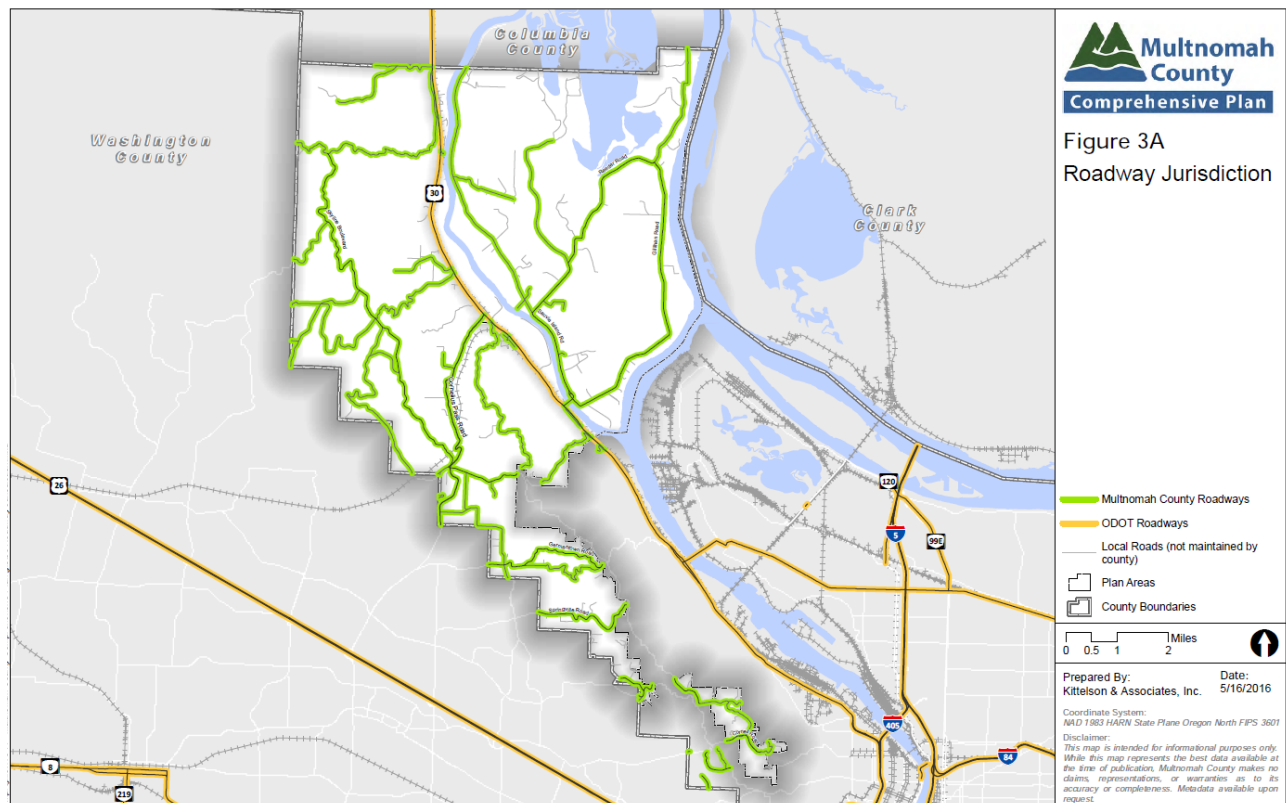 Columbia
County
Washington
County
Clark
County
30
26
8
219
120
5
99E
405
84
Reeder Road
Gillihan Road
Skyline Boulevard
Sauvie Island Rd
Cornelius Pass Road
Germantown Road
Springville Road
Multnomah
County
Comprehensive Plan
Figure 3A
Roadway Jurisdiction
Multnomah County Roadways
ODOT Roadways
Local Roads (not maintained by
county)
Plan Areas
County Boundaries
Miles
0 0.5 1 2
Prepared By:
Kittelson & Associates, Inc.
Date:
5/16/2016
Coordinate System:
NAD 1983 HARN State Plane Oregon North FIPS 3601
Disclaimer:
This map is intended for informational purposes only.
While this map represents the best data available at
the time of publication, Multnomah County makes no
claims, representations, or warranties as to its
accuracy or completeness. Metadata available upon
request.